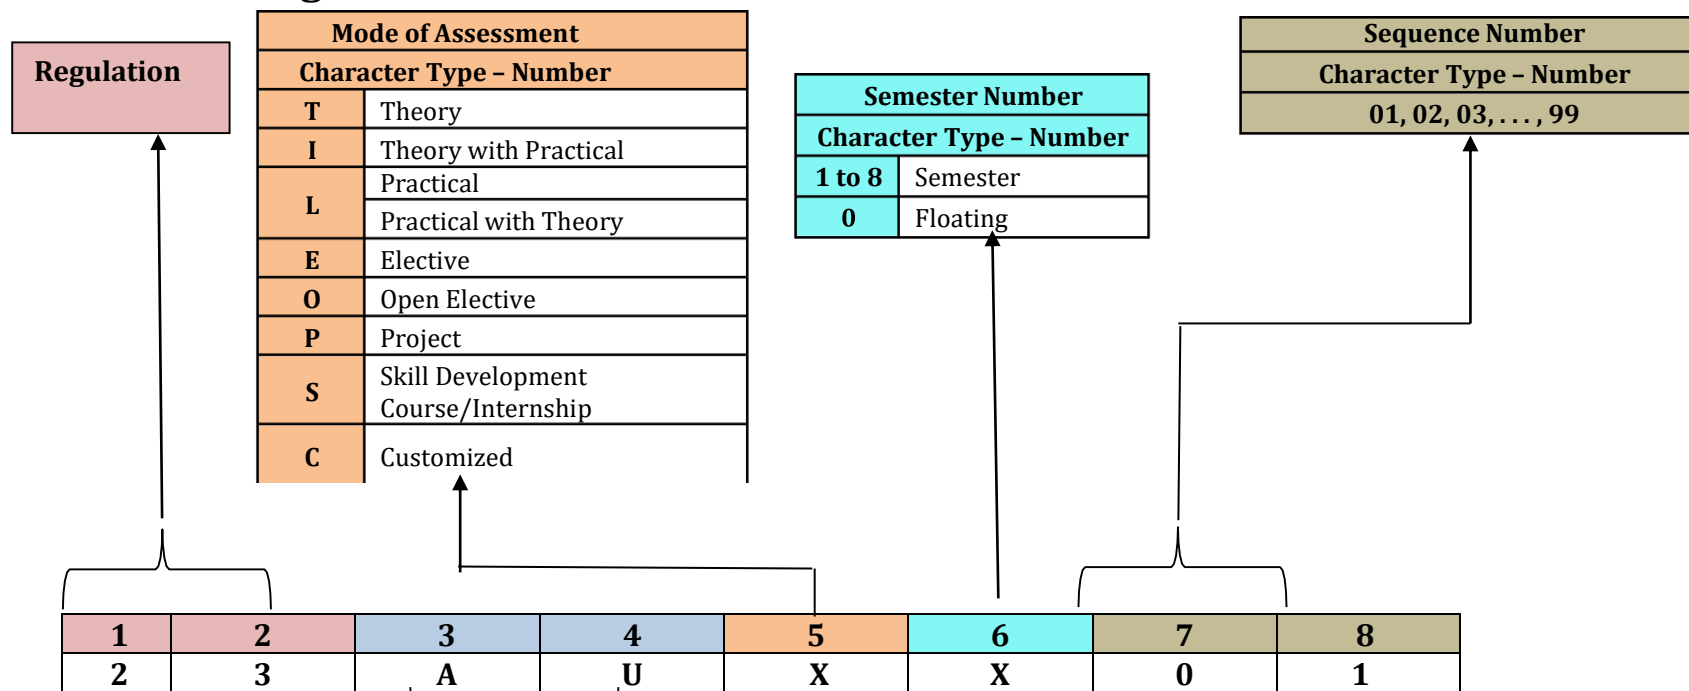 Regulation
Mode of Assessment
Character Type – Number
T Theory
I Theory with Practical
L Practical
Practical with Theory
E Elective
O Open Elective
P Project
S Skill Development
Course/Internship
C Customized
Semester Number
Character Type – Number
1 to 8 Semester
0 Floating
Sequence Number
Character Type – Number
01, 02, 03, . . . , 99
1 2 3 4 5 6 7 8
2 3 A U X X 0 1